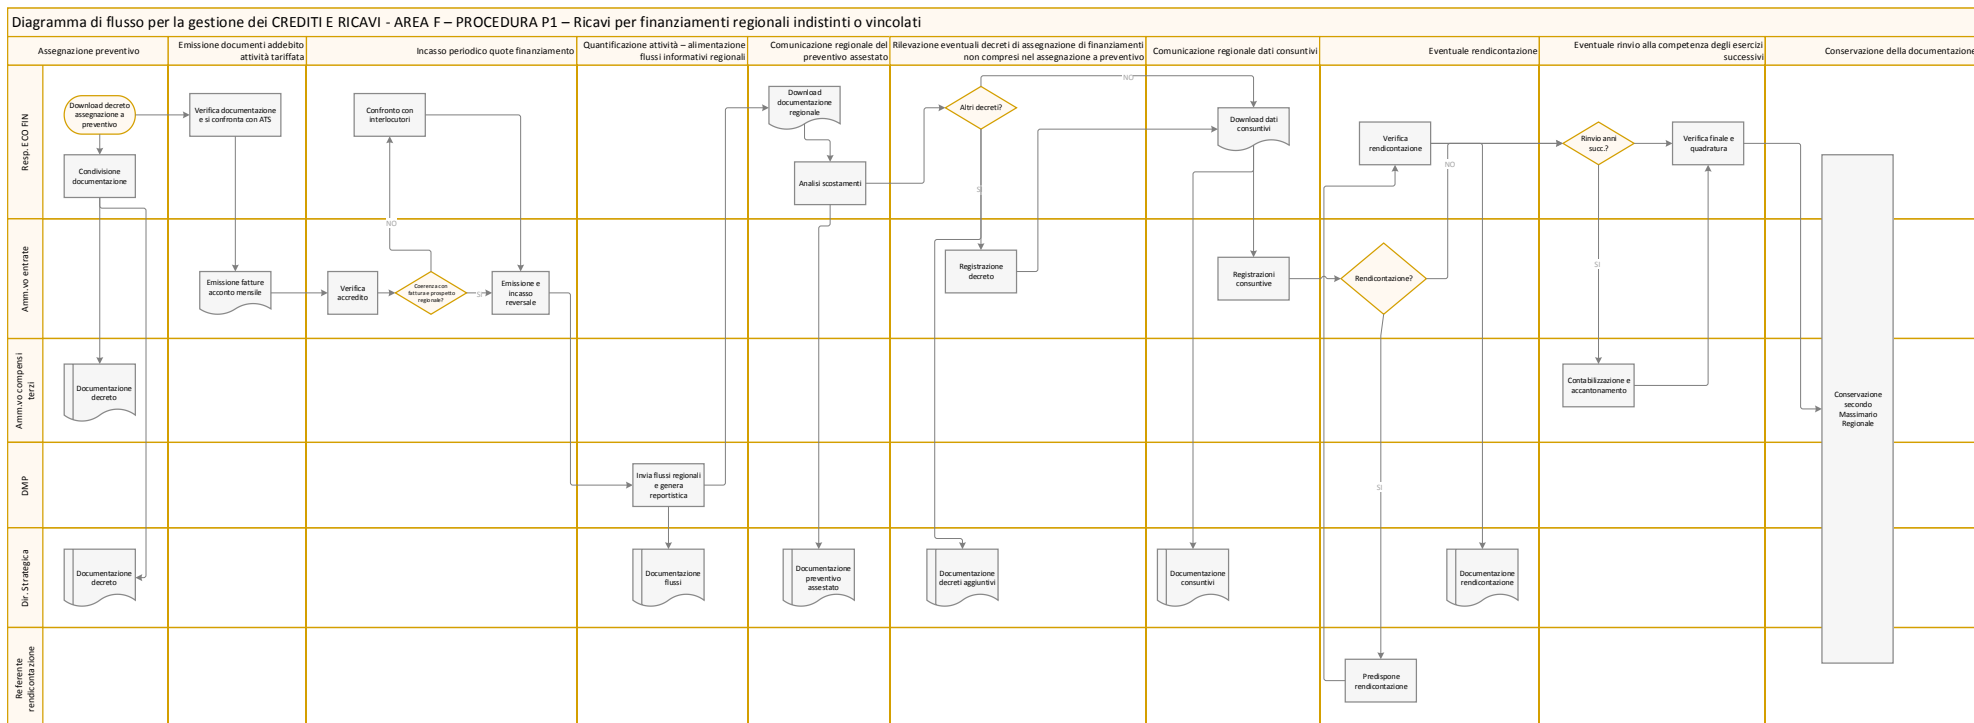 Diagramma di flusso per la gestione dei CREDITI E RICAVI - AREA F – PROCEDURA P1 – Ricavi per finanziamenti regionali indistinti o vincolati
Assegnazione preventivo
Emissione documenti addebito
attività tariffata
Incasso periodico quote finanziamento
Quantificazione attività – alimentazione
flussi informativi regionali
Comunicazione regionale del
preventivo assestato
Rilevazione eventuali decreti di assegnazione di finanziamenti
non compresi nel assegnazione a preventivo
Comunicazione regionale dati consuntivi
Eventuale rendicontazione
Eventuale rinvio alla competenza degli esercizi
successivi
Conservazione della documentazione
Resp. ECO FIN
Download decreto
assegnazione a
preventivo
Condivisione
documentazione
Verifica documentazione
e si confronta con ATS
Confronto con
interlocutori
Download
documentazione
regionale
Analisi scostamenti
Altri decreti?
NO
SI
Download dati
consuntivi
Verifica
rendicontazione
NO
Rinvio anni
succ.?
Verifica finale e
quadratura
Amm.vo entrate
Emissione fatture
acconto mensile
Verifica
accredito
NO
Coerenza con
fattura e prospetto
regionale?
SI
Emissione e
incasso
reversale
Registrazione
decreto
Registrazioni
consuntive
Rendicontazione?
SI
Amm.vo compensi
terzi
Documentazione
decreto
Contabilizzazione e
accantonamento
Conservazione
secondo
Massimario
Regionale
DMP
Invia flussi regionali
e genera
reportistica
SI
Dir. Strategica
Documentazione
decreto
Documentazione
flussi
Documentazione
preventivo
assestato
Documentazione
decreti aggiuntivi
Documentazione
consuntivi
Documentazione
rendicontazione
Referente
rendicontazione
Predispone
rendicontazione